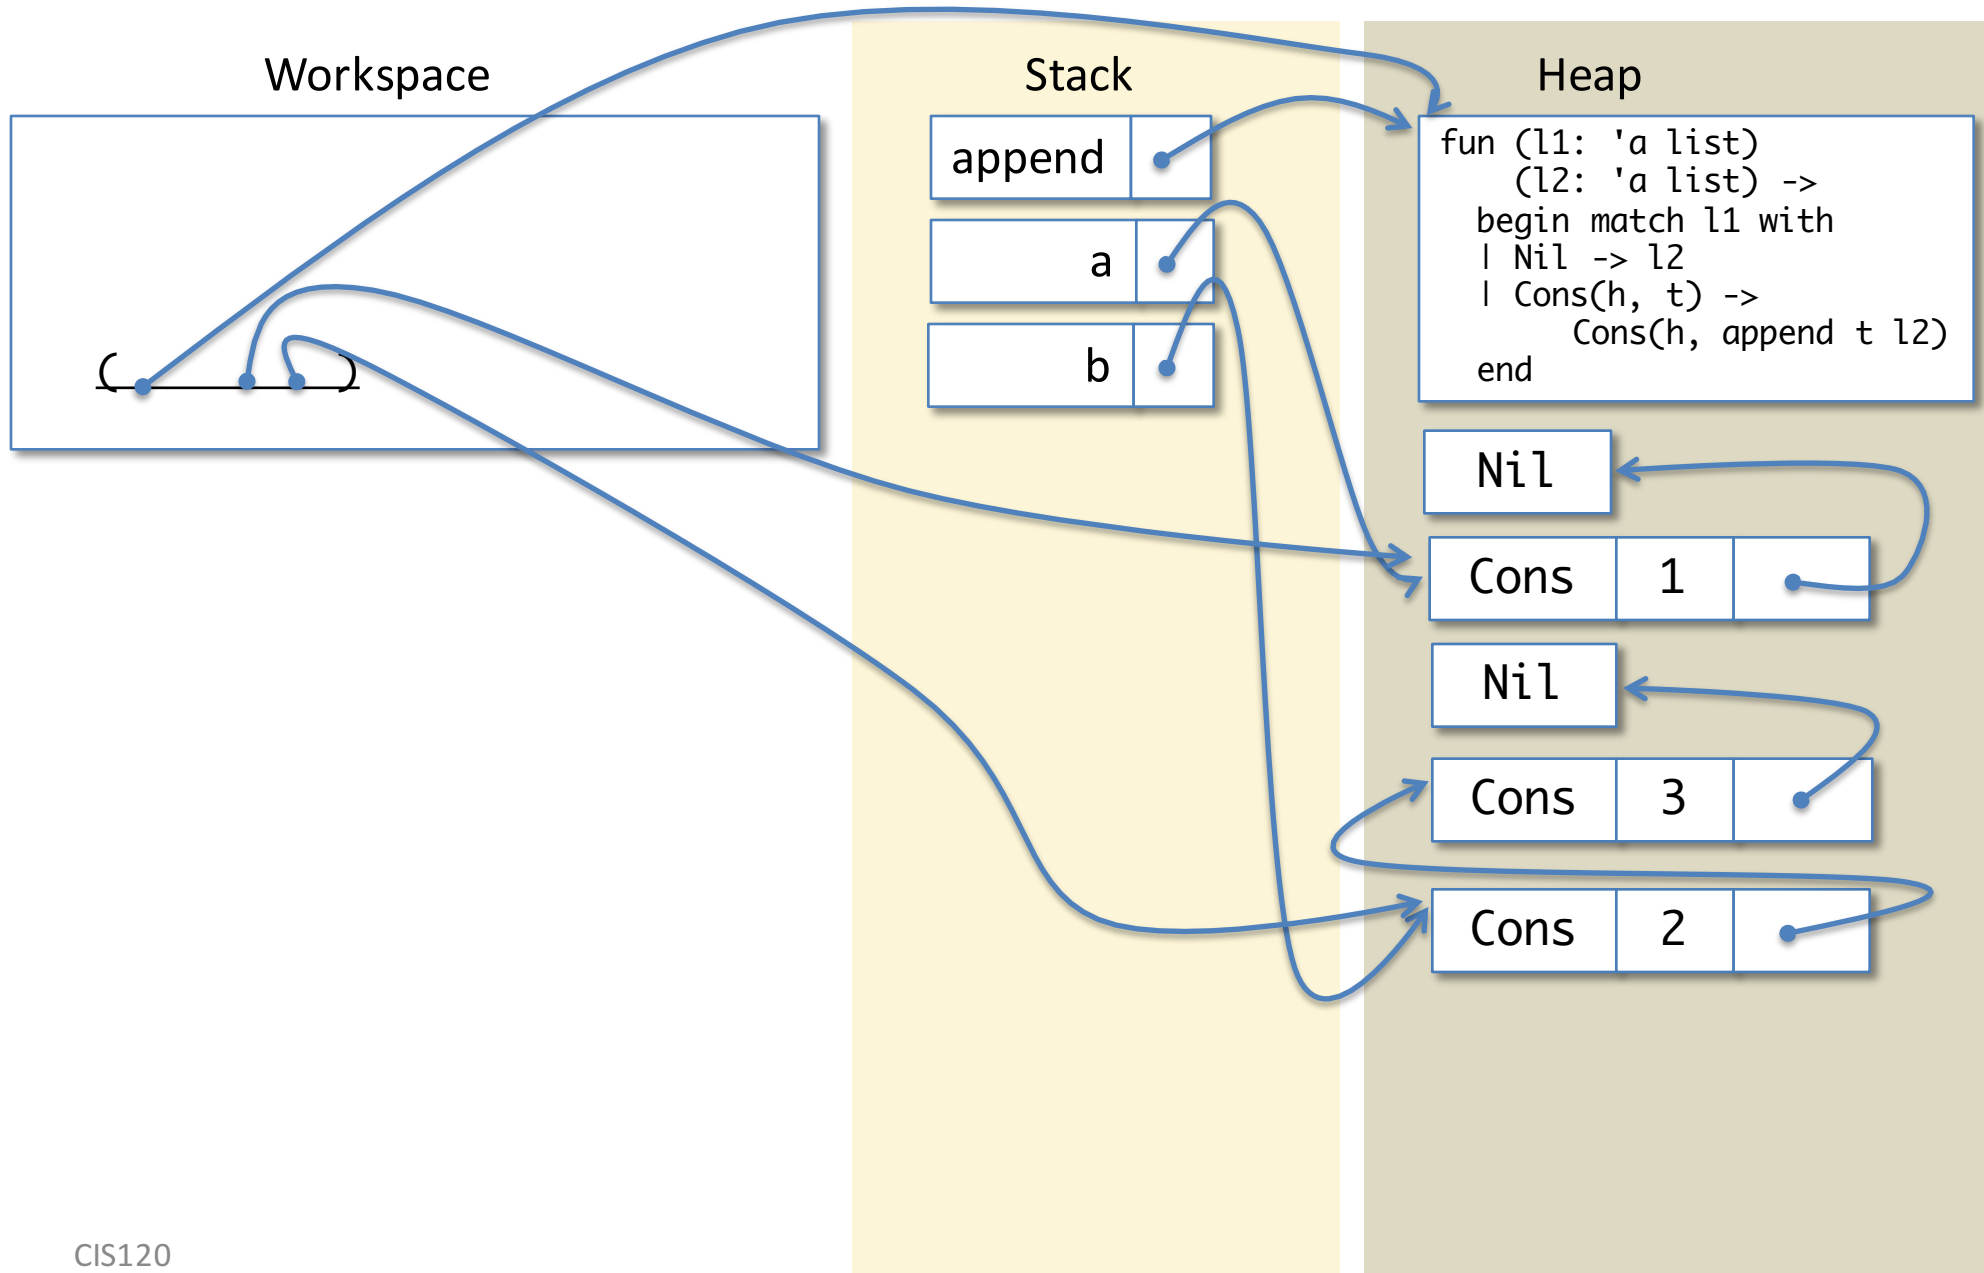 Workspace
Stack
Heap
(      )
append
a
b
fun (l1: 'a list)
    (l2: 'a list) ->
  begin match l1 with
  | Nil -> l2
  | Cons(h, t) ->
       Cons(h, append t l2)
  end
Nil
Cons 1
Nil
Cons 3
Cons 2
CIS120